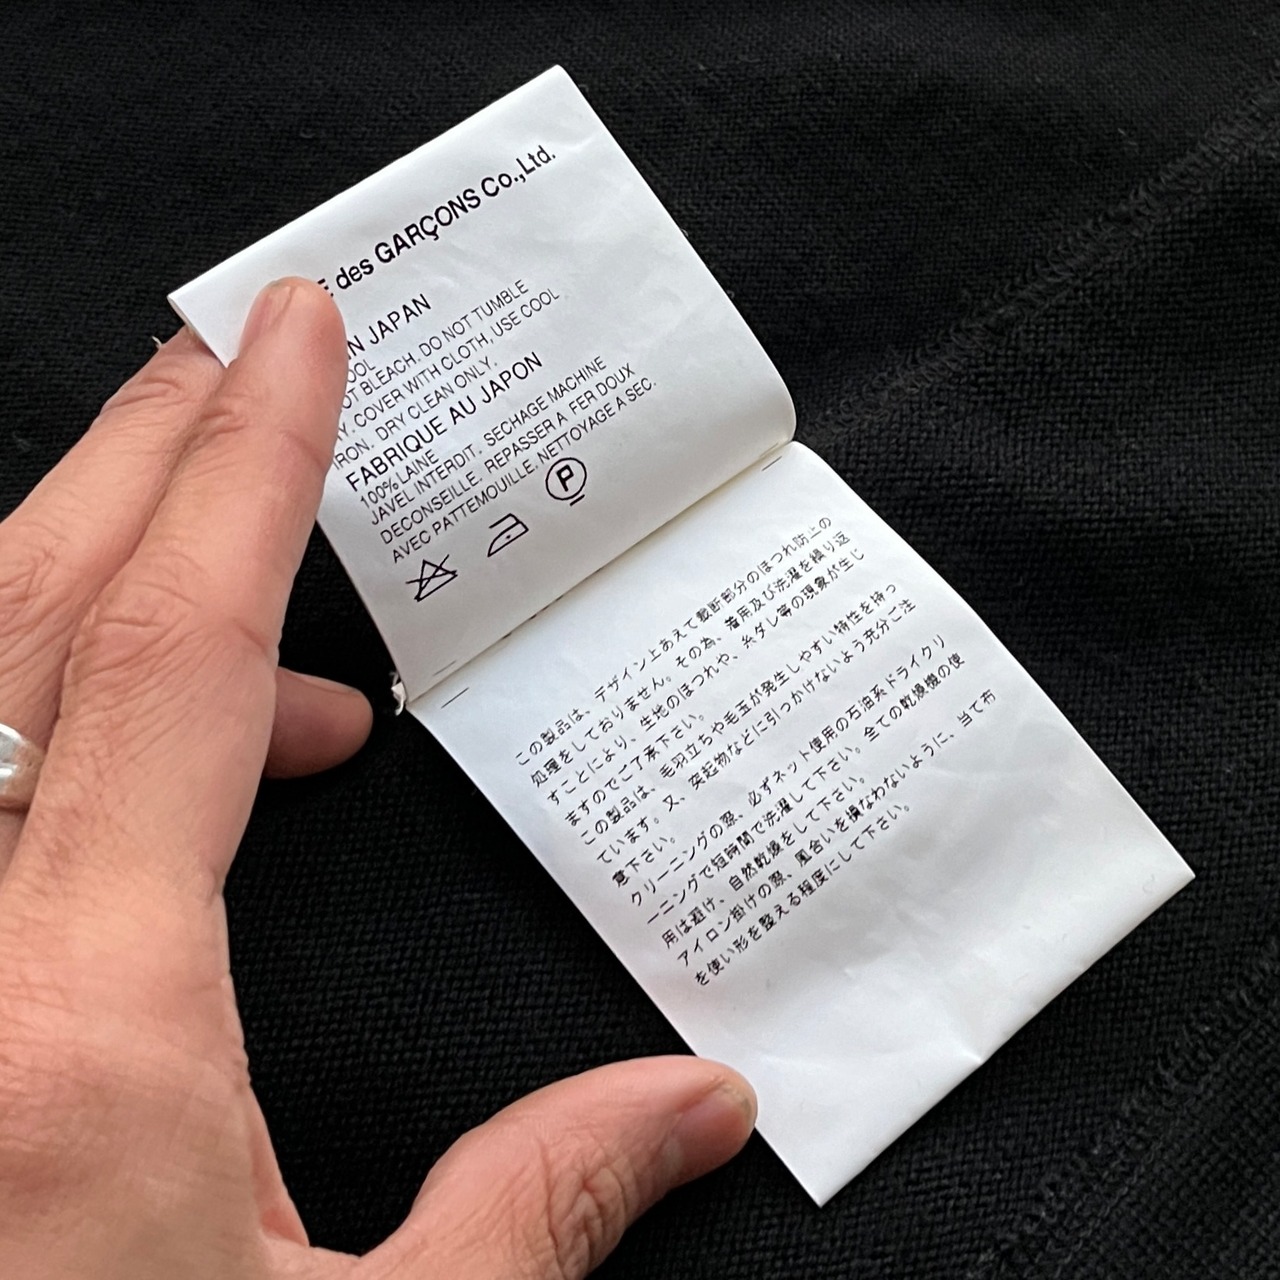 des GARÇONS Co.,Ltd.
IN JAPAN
BLEACH. DO NOT TUMBLE
COVER WITH CLOTH, USE COOL
IRON. DRY CLEAN ONLY.
FABRIQUE AU JAPON
100% LAINE
JAVEL INTERDIT. SECHAGE MACHINE
DECONSEILLE. REPASSER A FER DOUX
AVEC PATTEMOUILLE. NETTOYAGE A SEC.
P
この製品は、デザイン上あえて裁断部分のほつれ防止の
処理をしておりません。その為、着用及び洗濯を繰り返
すことにより、生地のほつれや、糸ダレ等の現象が生じ
ますのでご了承下さい。
この製品は、毛羽立ちや毛玉が発生しやすい特性を持っ
ています。又、突起物などに引っつけないよう充分ご注
意下さい。
クリーニングの際、必ずネット使用の石油系ドライクリ
ーニングで短時間で洗濯して下さい。全ての乾燥機の使
用は避け、自然乾燥をして下さい。
アイロン掛けの際、風合いを損なわないように、当て布
を使い形を整える程度にして下さい。